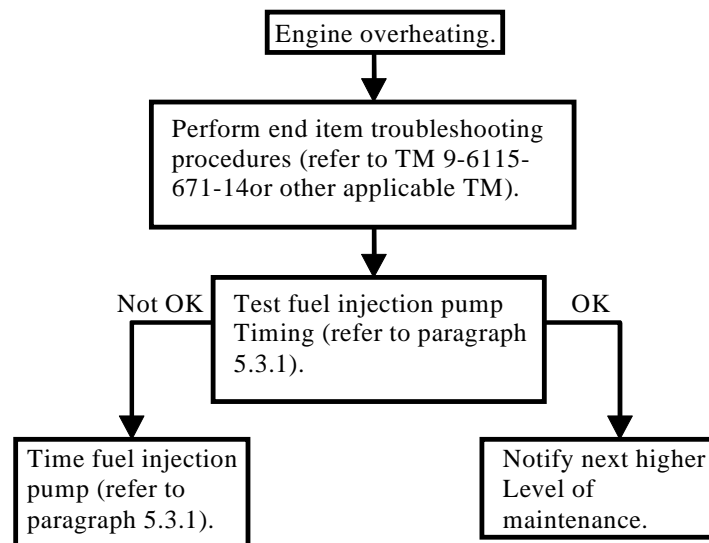 Engine overheating.
Perform end item troubleshooting
procedures (refer to TM 9-6115-
671-14or other applicable TM).
Not OK
Test fuel injection pump
Timing (refer to paragraph
5.3.1).
OK
Time fuel injection
pump (refer to
paragraph 5.3.1).
Notify next higher
Level of
maintenance.